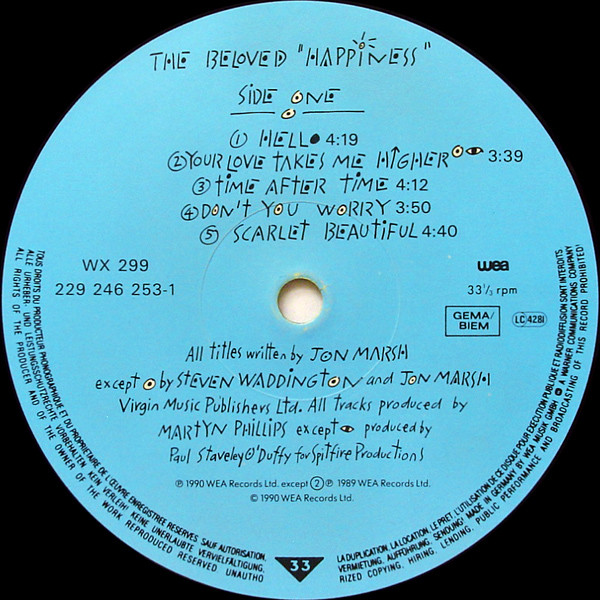 THE BELOVED "HAPPINESS"
SIDE ONE
① HELLO 4:19
② YOUR LOVE TAKES ME HIGHER 3:39
③ TIME AFTER TIME 4:12
④ DON'T YOU WORRY 3:50
⑤ SCARLET BEAUTIFUL 4:40
WX 299
229 246 253-1
wea
33 1/3 rpm
GEMA/
BIEM
LC 4281
All titles written by JON MARSH
except by STEVEN WADDINGTON and JON MARSH
Virgin Music Publishers Ltd. All tracks produced by
MARTYN PHILLIPS except produced by
Paul Staveley O'Duffy for Spitfire Productions
℗ 1990 WEA Records Ltd. except ② ℗ 1989 WEA Records Ltd.
© 1990 WEA Records Ltd.
TOUS DROITS DU PRODUCTEUR PHONOGRAPHIQUE ET DU PROPRIETAIRE DE L'ŒUVRE ENREGISTREE RESERVES SAUF AUTORISATION,
LA DUPLICATION, LA LOCATION, LE PRET, L'UTILISATION DE CE DISQUE POUR EXECUTION PUBLIQUE ET RADIODIFFUSION SONT INTERDITS
ALLE URHEBER- UND LEISTUNGSSCHUTZRECHTE VORBEHALTEN. KEIN VERLEIH! KEINE UNERLAUBTE VERVIELFÄLTIGUNG,
VERMIETUNG, AUFFÜHRUNG, SENDUNG! MADE IN GERMANY BY WEA MUSIK GMBH A WARNER COMMUNICATIONS COMPANY
ALL RIGHTS OF THE PRODUCER AND OF THE OWNER OF THE WORK REPRODUCED RESERVED UNAUTHO
RIZED COPYING, HIRING, LENDING, PUBLIC PERFORMANCE AND BROADCASTING OF THIS RECORD PROHIBITED!
33